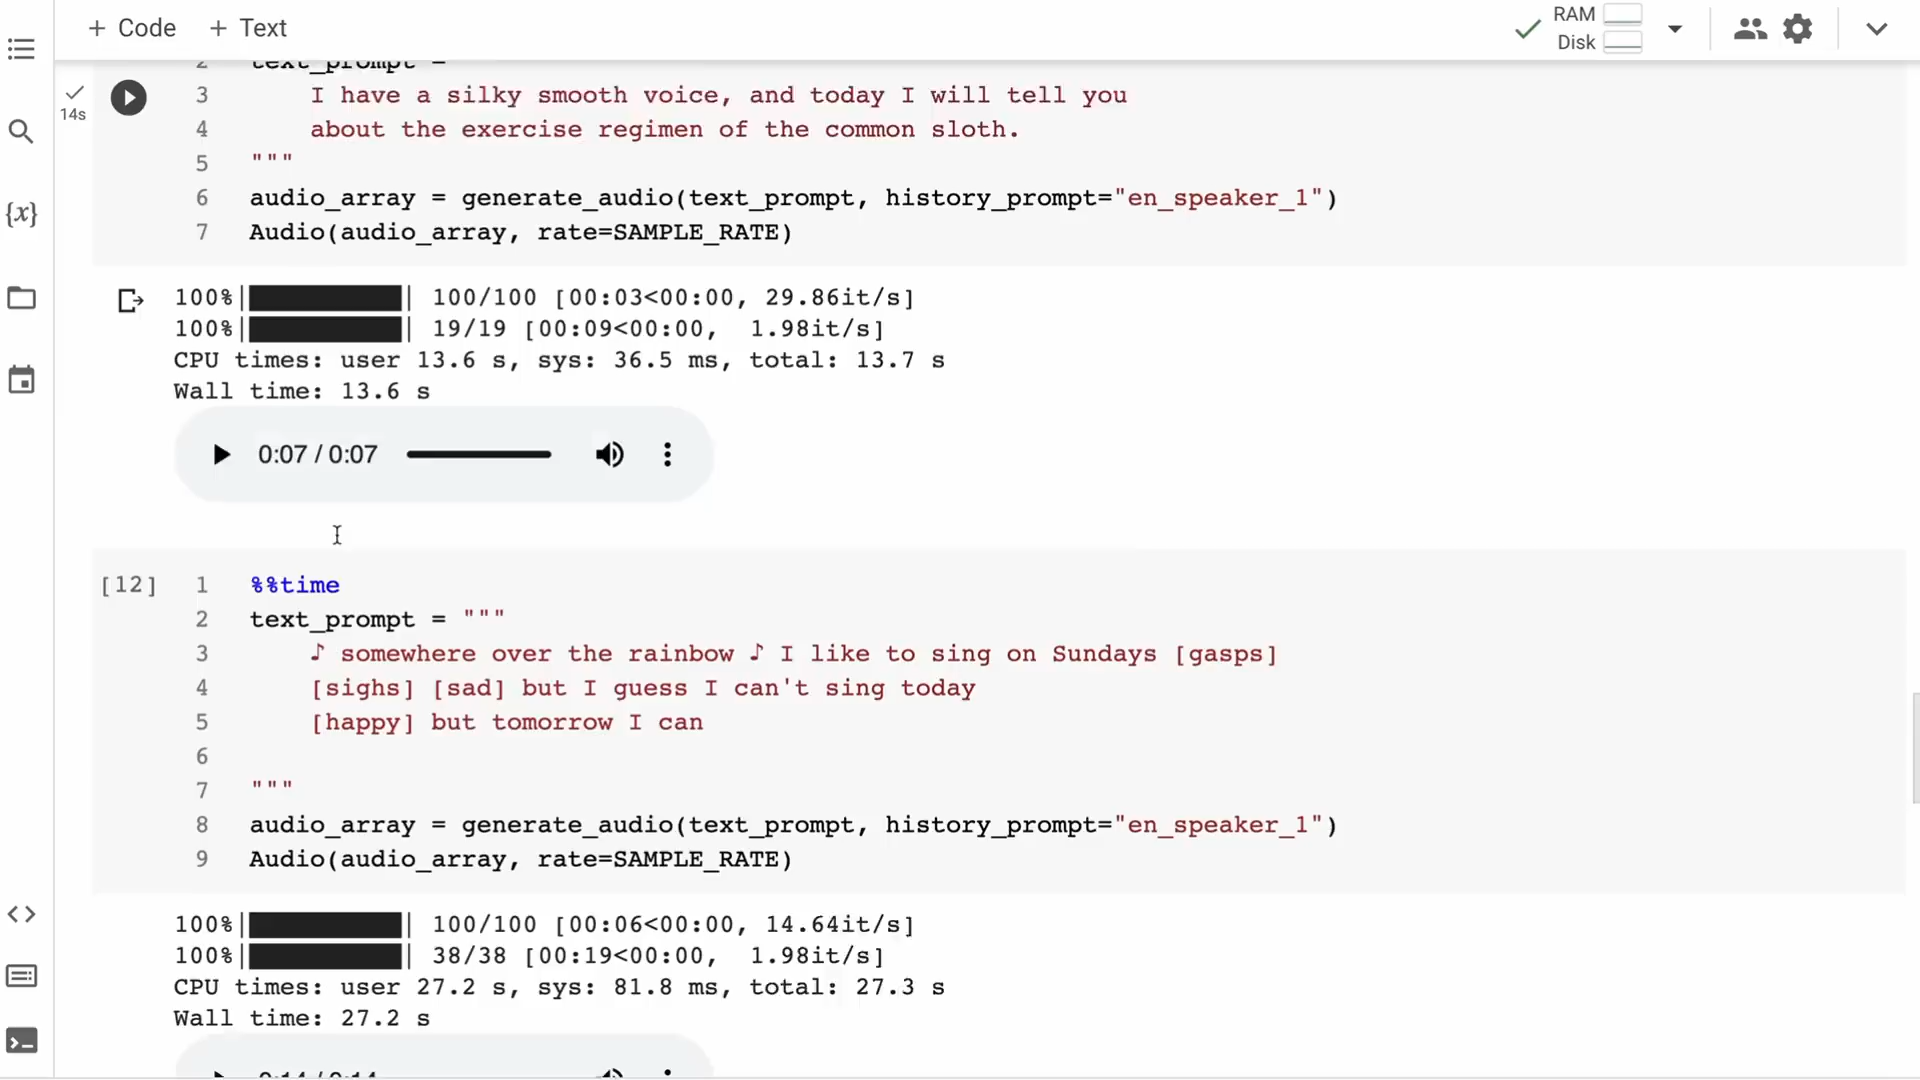 + Code + Text
RAM
Disk
14s
2 text_prompt =
3 I have a silky smooth voice, and today I will tell you
4 about the exercise regimen of the common sloth.
5 """
6 audio_array = generate_audio(text_prompt, history_prompt="en_speaker_1")
7 Audio(audio_array, rate=SAMPLE_RATE)
100% 100/100 [00:03<00:00, 29.86it/s]
100% 19/19 [00:09<00:00, 1.98it/s]
CPU times: user 13.6 s, sys: 36.5 ms, total: 13.7 s
Wall time: 13.6 s
0:07 / 0:07
[12] 1 %%time
2 text_prompt = """
3 ♪ somewhere over the rainbow ♪ I like to sing on Sundays [gasps]
4 [sighs] [sad] but I guess I can't sing today
5 [happy] but tomorrow I can
6
7 """
8 audio_array = generate_audio(text_prompt, history_prompt="en_speaker_1")
9 Audio(audio_array, rate=SAMPLE_RATE)
100% 100/100 [00:06<00:00, 14.64it/s]
100% 38/38 [00:19<00:00, 1.98it/s]
CPU times: user 27.2 s, sys: 81.8 ms, total: 27.3 s
Wall time: 27.2 s
0:14 / 0:14
{x}